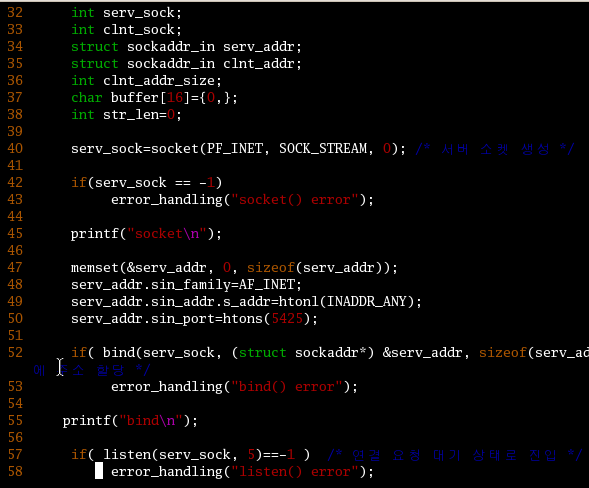 32 int serv_sock;
33 int clnt_sock;
34 struct sockaddr_in serv_addr;
35 struct sockaddr_in clnt_addr;
36 int clnt_addr_size;
37 char buffer[16]={0,};
38 int str_len=0;
39
40 serv_sock=socket(PF_INET, SOCK_STREAM, 0); /* 서버 소켓 생성 */
41
42 if(serv_sock == -1)
43 error_handling("socket() error");
44
45 printf("socket\n");
46
47 memset(&serv_addr, 0, sizeof(serv_addr));
48 serv_addr.sin_family=AF_INET;
49 serv_addr.sin_addr.s_addr=htonl(INADDR_ANY);
50 serv_addr.sin_port=htons(5425);
51
52 if( bind(serv_sock, (struct sockaddr*) &serv_addr, sizeof(serv_ad
에 주소 할당 */
53 error_handling("bind() error");
54
55 printf("bind\n");
56
57 if( listen(serv_sock, 5)==-1 ) /* 연결 요청 대기 상태로 진입 */
58 error_handling("listen() error");